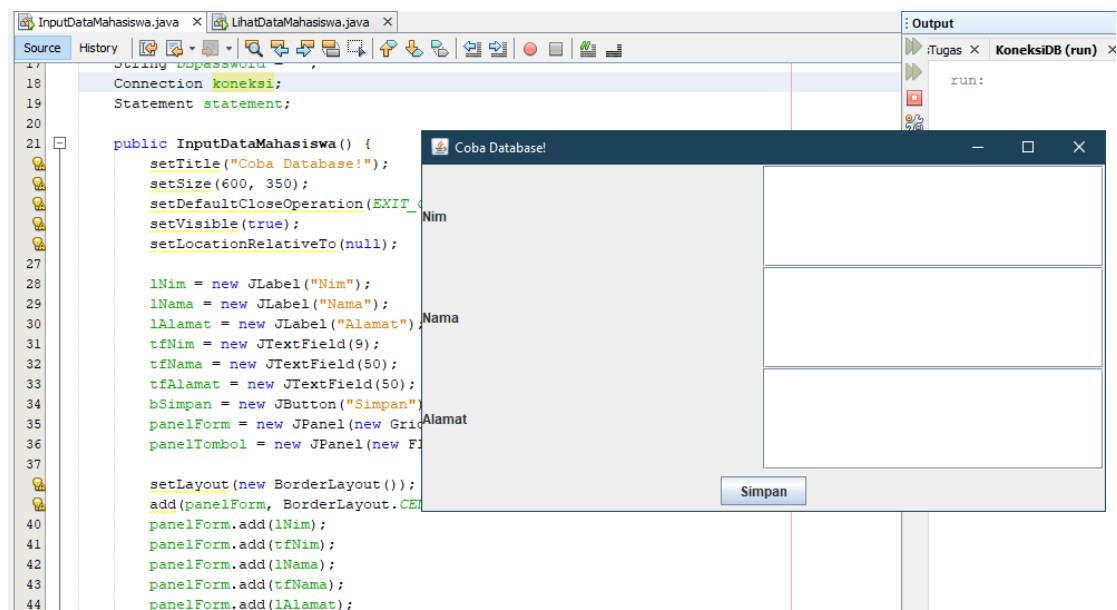 InputDataMahasiswa.java LihatDataMahasiswa.java
Output
Source History
:Tugas KoneksiDB (run)
run:
17 String DBpassword = "";
18 Connection koneksi;
19 Statement statement;
20
21 public InputDataMahasiswa() {
setTitle("Coba Database!");
setSize(600, 350);
setDefaultCloseOperation(EXIT_
setVisible(true);
setLocationRelativeTo(null);
27
28 lNim = new JLabel("Nim");
29 lNama = new JLabel("Nama");
30 lAlamat = new JLabel("Alamat")
31 tfNim = new JTextField(9);
32 tfNama = new JTextField(50);
33 tfAlamat = new JTextField(50);
34 bSimpan = new JButton("Simpan")
35 panelForm = new JPanel(new Gri
36 panelTombol = new JPanel(new Fl
37
setLayout(new BorderLayout());
add(panelForm, BorderLayout.CE
40 panelForm.add(lNim);
41 panelForm.add(tfNim);
42 panelForm.add(lNama);
43 panelForm.add(tfNama);
44 panelForm.add(lAlamat);
Coba Database!
Nim
Nama
Alamat
Simpan